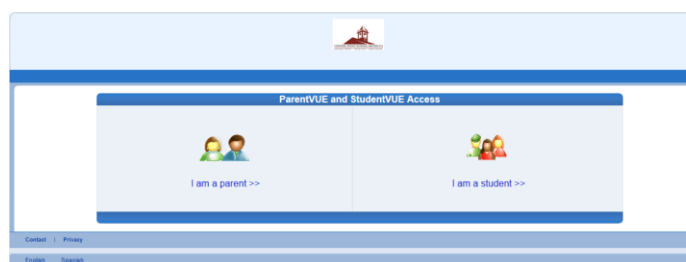 ParentVUE and StudentVUE Access
I am a parent >>
I am a student >>
Contact | Privacy
English Spanish